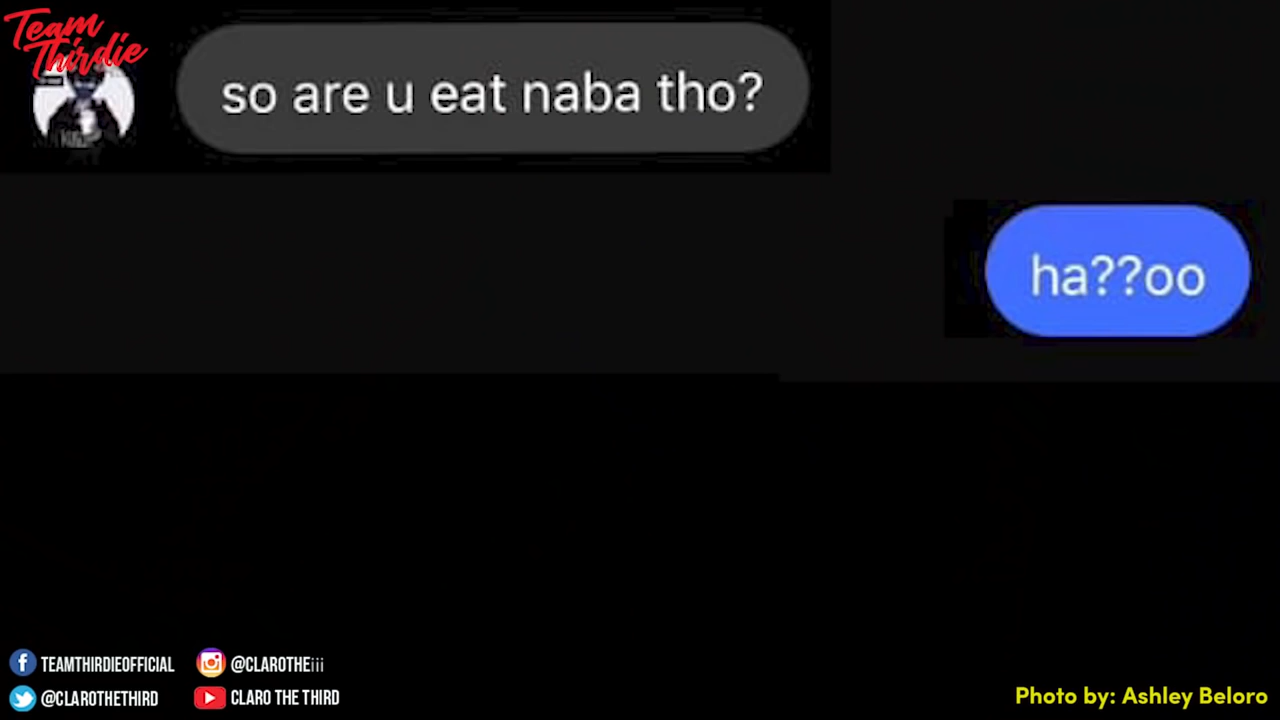 Team
Thirdie
so are u eat naba tho?
ha??oo
TEAMTHIRDIEOFFICIAL
@CLAROTHEiii
@CLAROTHETHIRD
CLARO THE THIRD
Photo by: Ashley Beloro